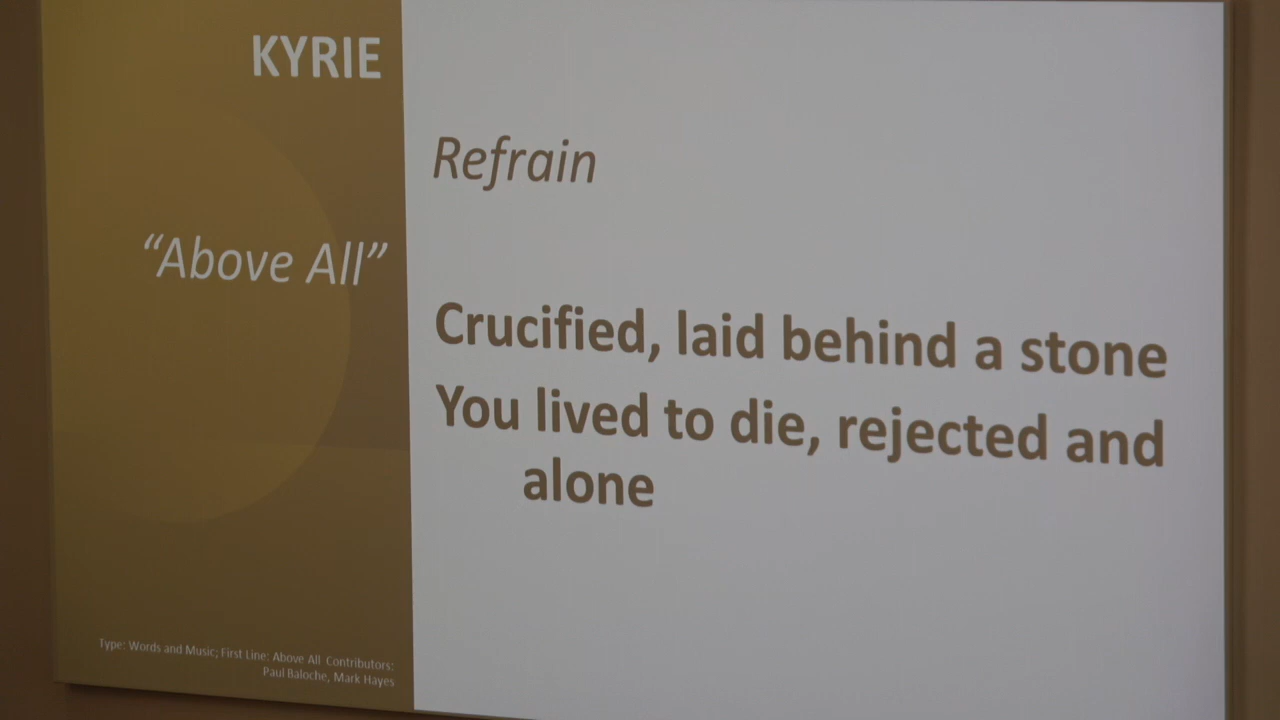 KYRIE
"Above All"
Type: Words and Music; First Line: Above All Contributors:
Paul Baloche, Mark Hayes
Refrain
Crucified, laid behind a stone
You lived to die, rejected and
alone